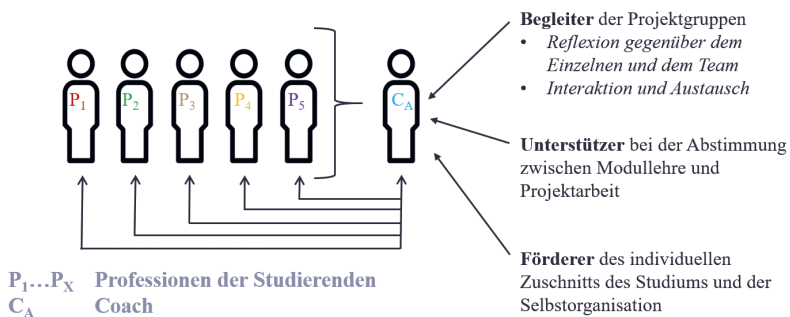 P1
P2
P3
P4
P5
CA
Begleiter der Projektgruppen
• Reflexion gegenüber dem
Einzelnen und dem Team
• Interaktion und Austausch
Unterstützer bei der Abstimmung
zwischen Modullehre und
Projektarbeit
Förderer des individuellen
Zuschnitts des Studiums und der
Selbstorganisation
P1…PX Professionen der Studierenden
CA Coach